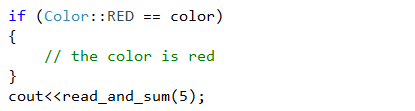 if (Color::RED == color)
{
    // the color is red
}
cout<<read_and_sum(5);